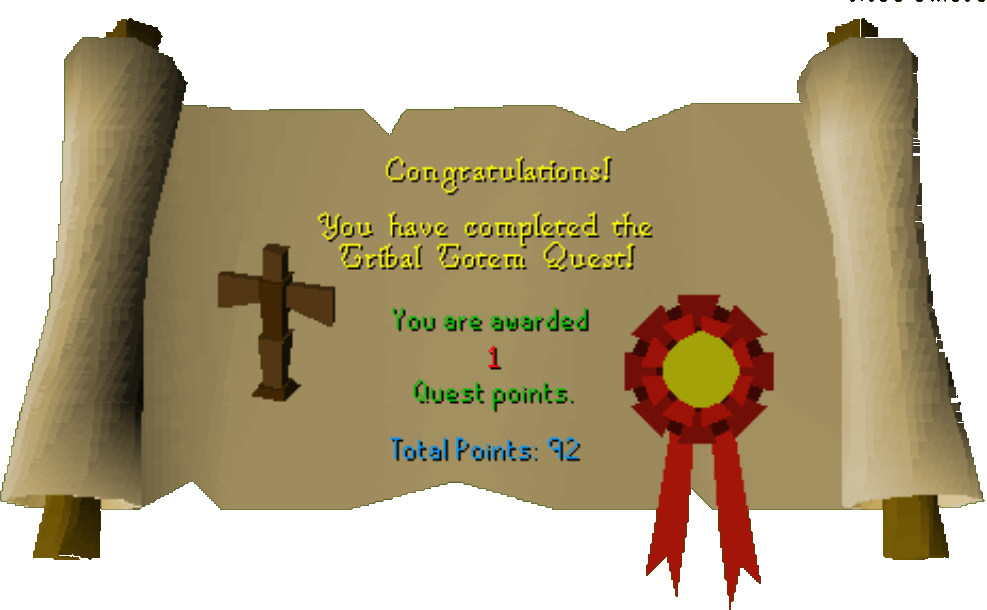 Congratulations!
You have completed the
Tribal Totem Quest!
You are awarded
1
Quest points.
Total Points: 92